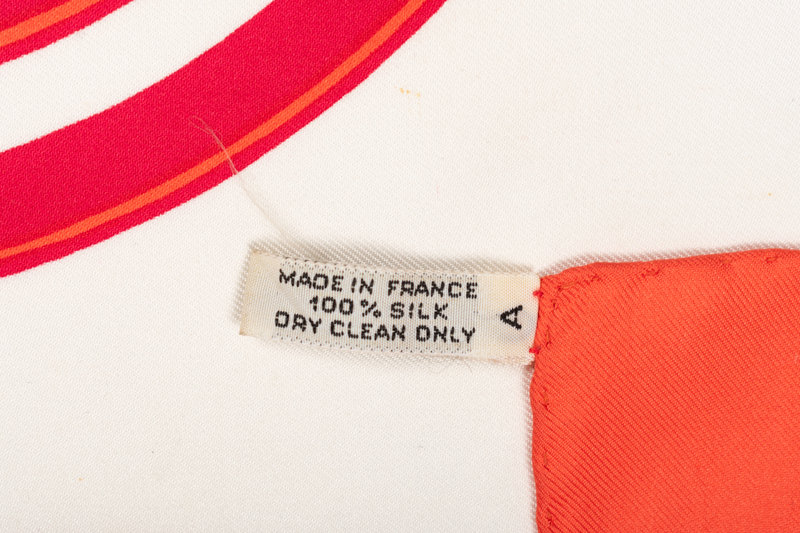 MADE IN FRANCE
100% SILK
DRY CLEAN ONLY
A